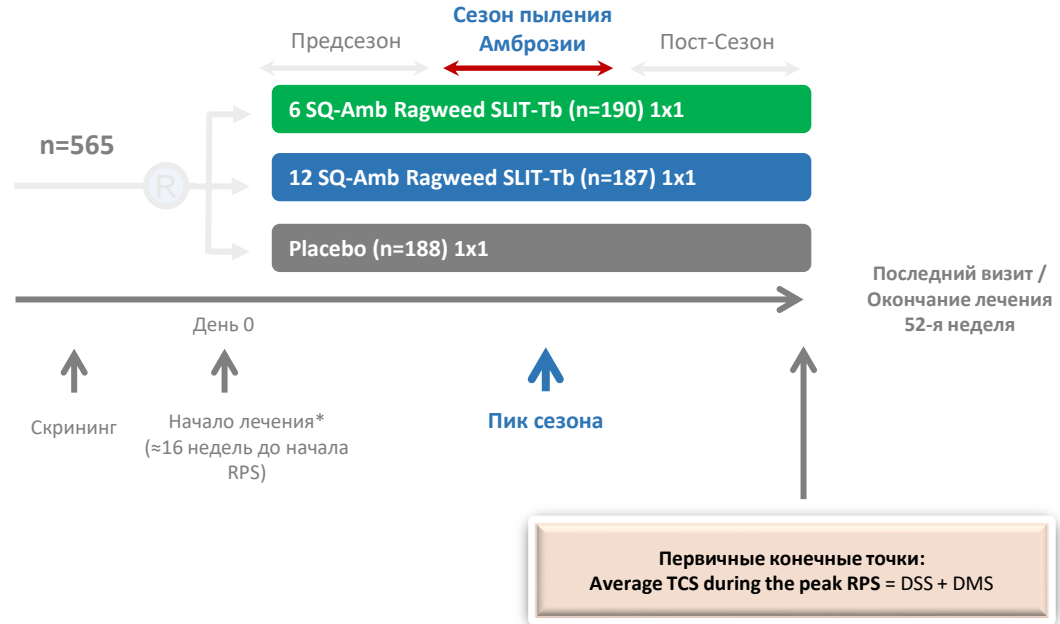 Сезон пыления
Амброзии
Предсезон
Пост-Сезон
6 SQ-Amb Ragweed SLIT-Tb (n=190) 1x1
n=565
R
12 SQ-Amb Ragweed SLIT-Tb (n=187) 1x1
Placebo (n=188) 1x1
Последний визит /
Окончание лечения
52-я неделя
День 0
Скрининг
Начало лечения*
(≈16 недель до начала
RPS)
Пик сезона
Первичные конечные точки:
Average TCS during the peak RPS = DSS + DMS